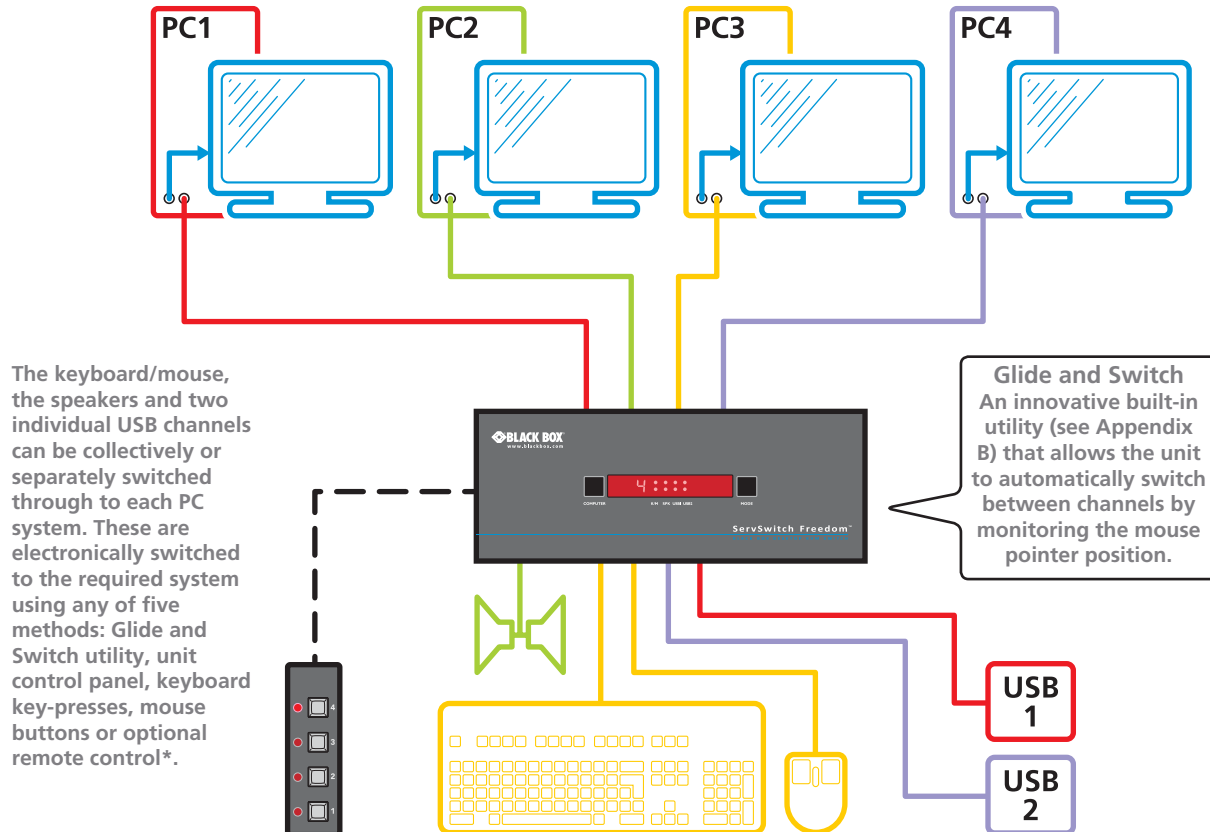 PC1
PC2
PC3
PC4
The keyboard/mouse,
the speakers and two
individual USB channels
can be collectively or
separately switched
through to each PC
system. These are
electronically switched
to the required system
using any of five
methods: Glide and
Switch utility, unit
control panel, keyboard
key-presses, mouse
buttons or optional
remote control*.
BLACK BOX
www.blackbox.com
4
COMPUTER
K/M SPK USB1 USB2
MODE
ServSwitch Freedom™
Glide and Switch
An innovative built-in
utility (see Appendix
B) that allows the unit
to automatically switch
between channels by
monitoring the mouse
pointer position.
4
3
2
1
USB
1
USB
2